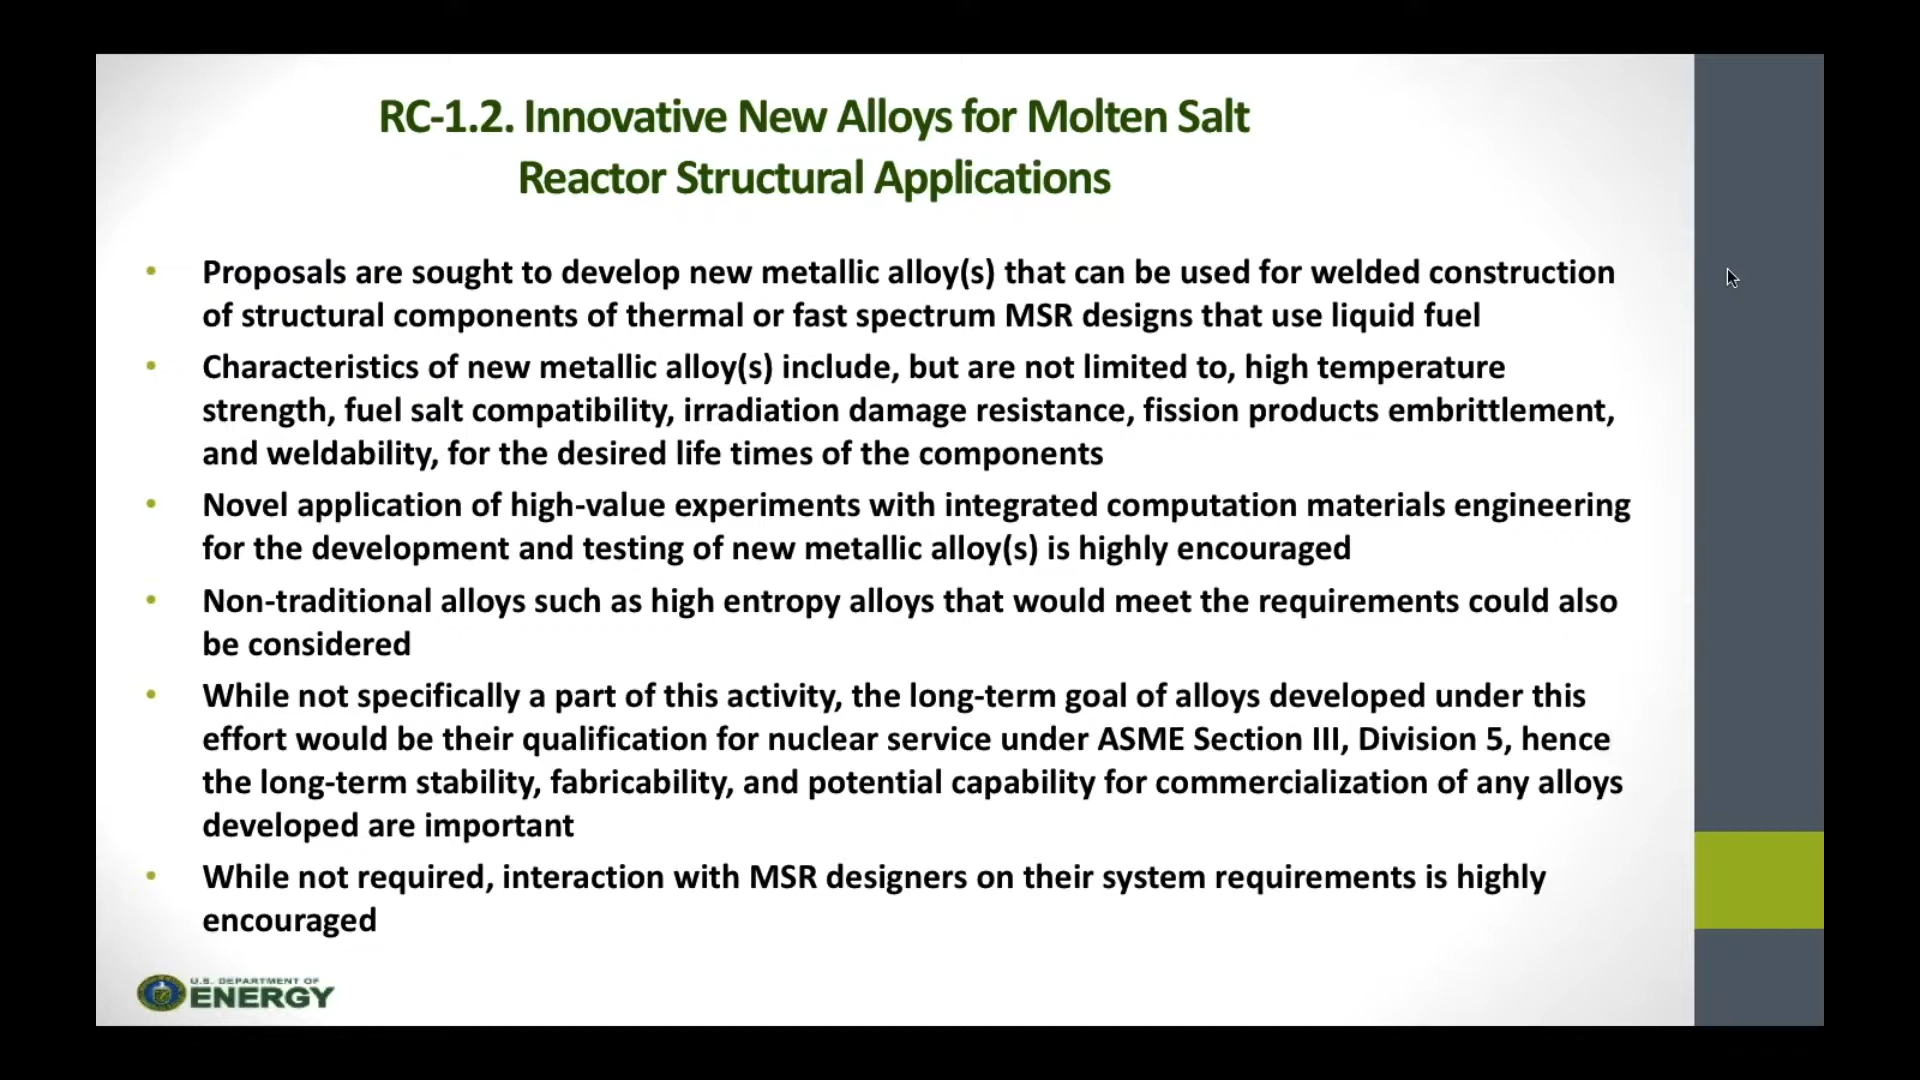 RC-1.2. Innovative New Alloys for Molten Salt
Reactor Structural Applications
• Proposals are sought to develop new metallic alloy(s) that can be used for welded construction
of structural components of thermal or fast spectrum MSR designs that use liquid fuel
• Characteristics of new metallic alloy(s) include, but are not limited to, high temperature
strength, fuel salt compatibility, irradiation damage resistance, fission products embrittlement,
and weldability, for the desired life times of the components
• Novel application of high-value experiments with integrated computation materials engineering
for the development and testing of new metallic alloy(s) is highly encouraged
• Non-traditional alloys such as high entropy alloys that would meet the requirements could also
be considered
• While not specifically a part of this activity, the long-term goal of alloys developed under this
effort would be their qualification for nuclear service under ASME Section III, Division 5, hence
the long-term stability, fabricability, and potential capability for commercialization of any alloys
developed are important
• While not required, interaction with MSR designers on their system requirements is highly
encouraged
U.S. DEPARTMENT OF
ENERGY